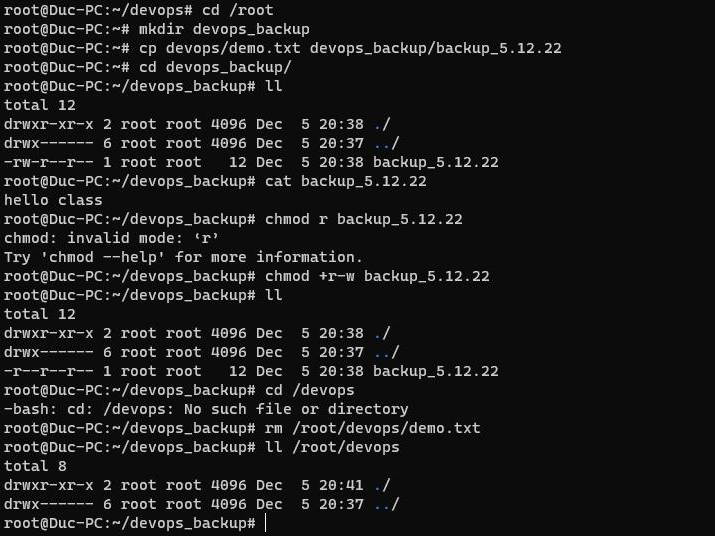 root@Duc-PC:~/devops# cd /root
root@Duc-PC:~# mkdir devops_backup
root@Duc-PC:~# cp devops/demo.txt devops_backup/backup_5.12.22
root@Duc-PC:~# cd devops_backup/
root@Duc-PC:~/devops_backup# ll
total 12
drwxr-xr-x 2 root root 4096 Dec  5 20:38 ./
drwx------ 6 root root 4096 Dec  5 20:37 ../
-rw-r--r-- 1 root root   12 Dec  5 20:38 backup_5.12.22
root@Duc-PC:~/devops_backup# cat backup_5.12.22
hello class
root@Duc-PC:~/devops_backup# chmod r backup_5.12.22
chmod: invalid mode: ‘r’
Try 'chmod --help' for more information.
root@Duc-PC:~/devops_backup# chmod +r-w backup_5.12.22
root@Duc-PC:~/devops_backup# ll
total 12
drwxr-xr-x 2 root root 4096 Dec  5 20:38 ./
drwx------ 6 root root 4096 Dec  5 20:37 ../
-r--r--r-- 1 root root   12 Dec  5 20:38 backup_5.12.22
root@Duc-PC:~/devops_backup# cd /devops
-bash: cd: /devops: No such file or directory
root@Duc-PC:~/devops_backup# rm /root/devops/demo.txt
root@Duc-PC:~/devops_backup# ll /root/devops
total 8
drwxr-xr-x 2 root root 4096 Dec  5 20:41 ./
drwx------ 6 root root 4096 Dec  5 20:37 ../
root@Duc-PC:~/devops_backup#